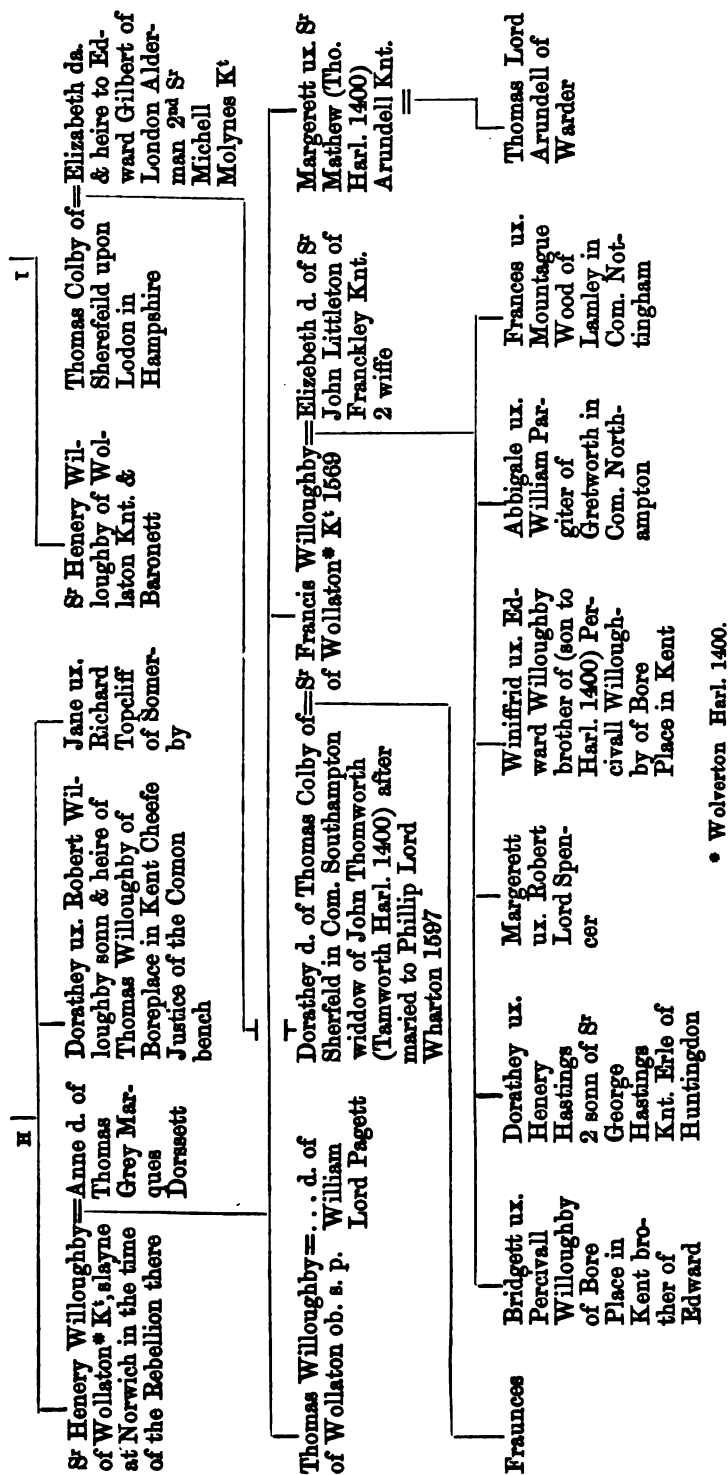 H
I
Sr Henery Willoughby=Anne d. of
of Wollaton* Kt, slayne
at Norwich in the time
of the Rebellion there
Thomas
Grey Mar-
ques
Dorssett
Dorathey ux. Robert Wil-
loughby sonn & heire of
Thomas Willoughby of
Boreplace in Kent Cheefe
Justice of the Comon
bench
Jane ux.
Richard
Topcliff
of Somer-
by
Sr Henery Wil-
loughby of Wol-
laton Knt. &
Baronett
Thomas Colby of=Elizabeth da.
Sherefeild upon
Lodon in
Hampshire
& heire to Ed-
ward Gilbert of
London Alder-
man 2nd Sr
Michell
Molynes Kt
Thomas Willoughby=... d. of
of Wollaton ob. s. p.
William
Lord Pagett
Dorathey d. of Thomas Colby of=Sr Francis Willoughby=Elizebeth d. of Sr
Sherfeld in Com. Southampton
widdow of John Thomworth
(Tamworth Harl. 1400) after
maried to Phillip Lord
Wharton 1597
of Wollaton* Kt 1569
John Littleton of
Franckley Knt.
2 wiffe
Margerett ux. Sr
Mathew (Tho.
Harl. 1400)
Arundell Knt.
=
Fraunces
Bridgett ux.
Percivall
Willoughby
of Bore
Place in
Kent bro-
ther of
Edward
Dorathey ux.
Henery
Hastings
2 sonn of Sr
George
Hastings
Knt. Erle of
Huntingdon
Margerett
ux. Robert
Lord Spen-
cer
Winiffrid ux. Ed-
ward Willoughby
brother of (son to
Harl. 1400) Per-
civall Willough-
by of Bore
Place in Kent
Abbigale ux.
William Par-
giter of
Gretworth in
Com. North-
ampton
Frances ux.
Mountague
Wood of
Lamley in
Com. Not-
tingham
Thomas Lord
Arundell of
Warder
* Wolverton Harl. 1400.